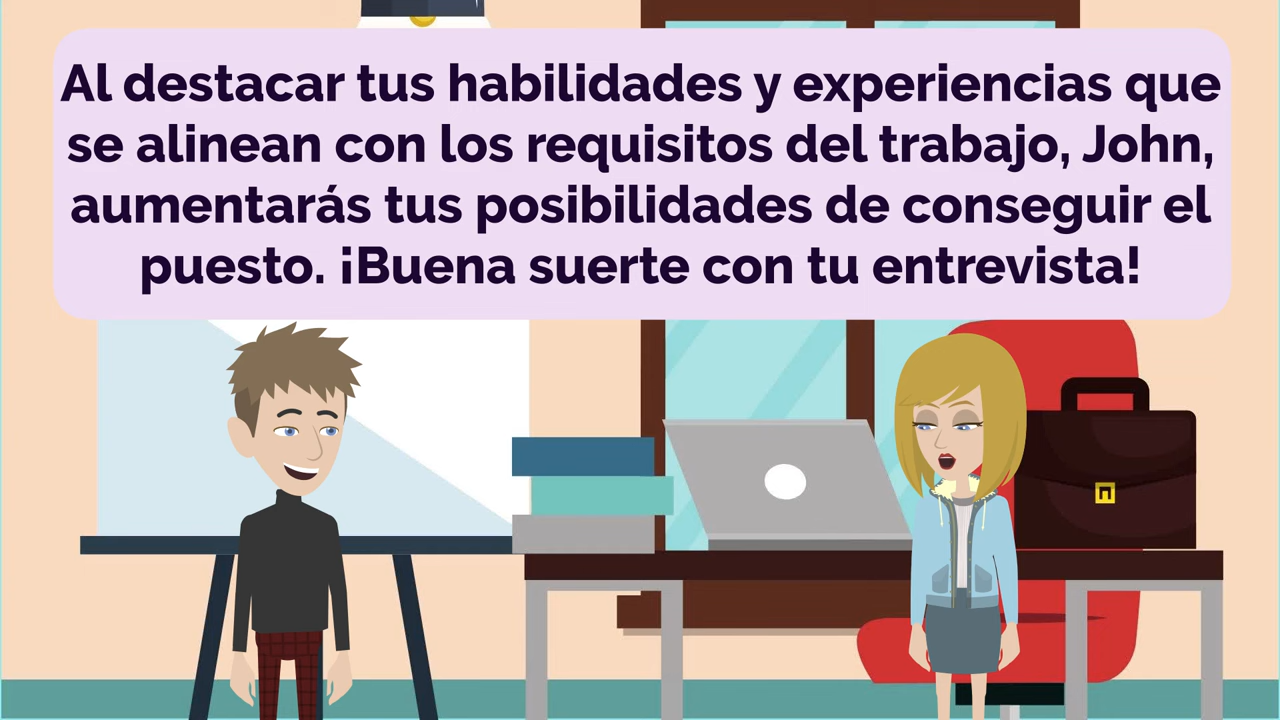 Al destacar tus habilidades y experiencias que
se alinean con los requisitos del trabajo, John,
aumentarás tus posibilidades de conseguir el
puesto. ¡Buena suerte con tu entrevista!